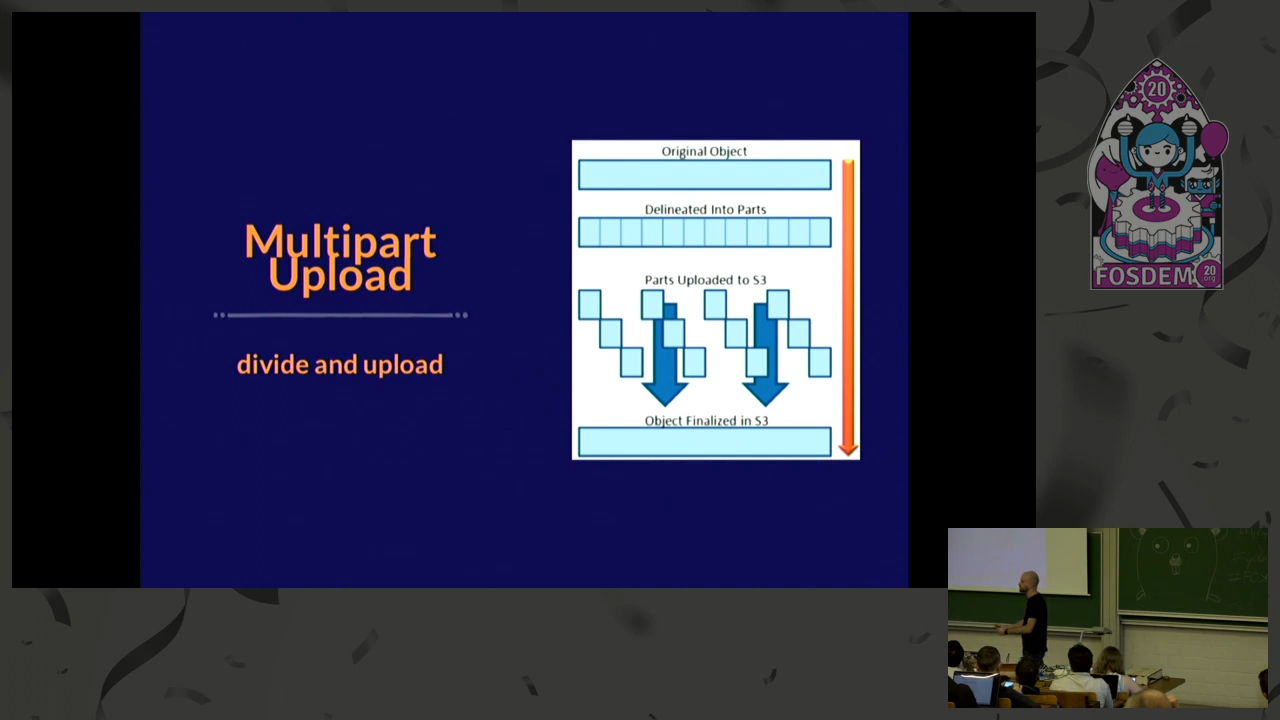 Multipart
Upload
divide and upload
Original Object
Delineated Into Parts
Parts Uploaded to S3
Object Finalized in S3
20
FOSDEM
20
.org